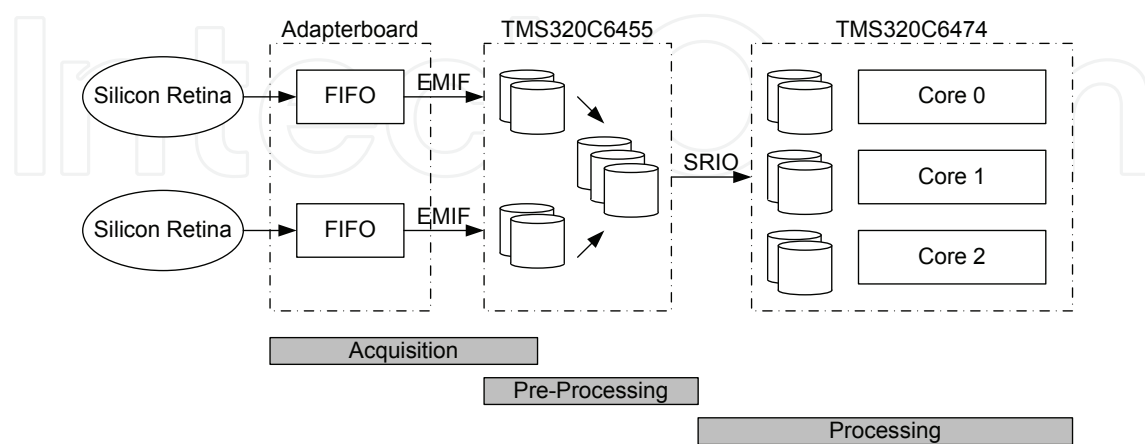 Adapterboard
TMS320C6455
TMS320C6474
Silicon Retina
FIFO
EMIF
Core 0
SRIO
Core 1
Silicon Retina
FIFO
EMIF
Core 2
Acquisition
Pre-Processing
Processing